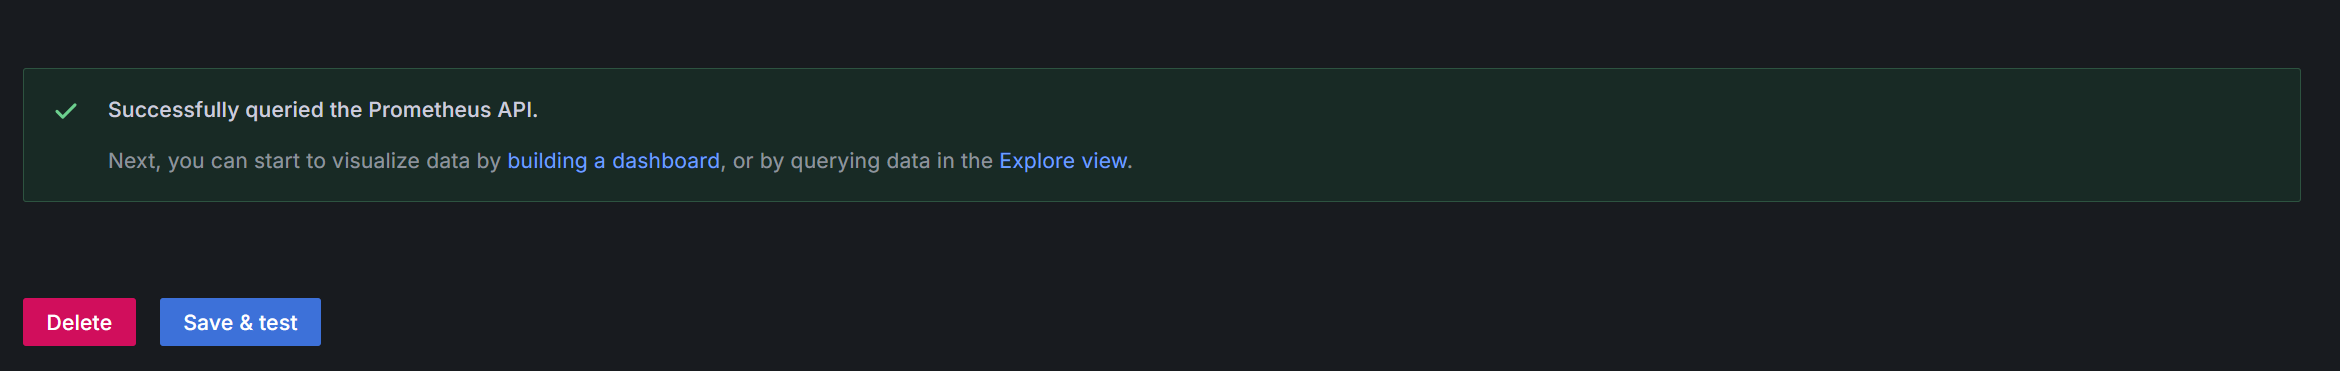 Successfully queried the Prometheus API.
Next, you can start to visualize data by building a dashboard, or by querying data in the Explore view.
Delete
Save & test